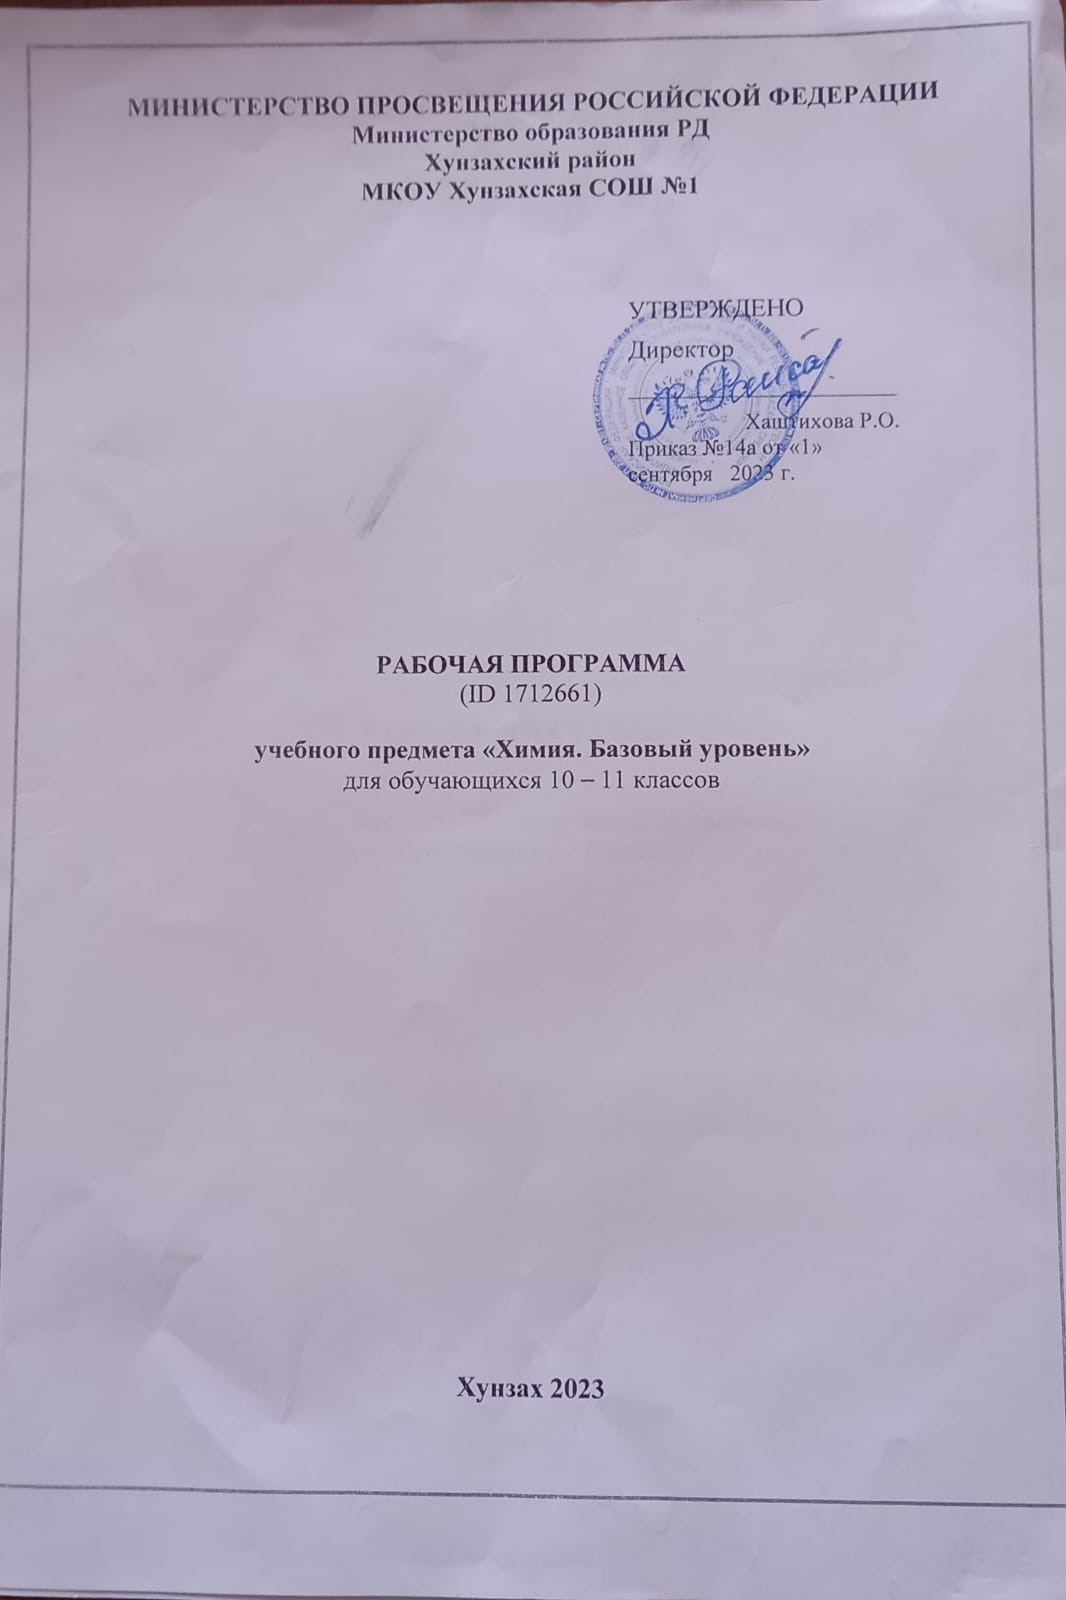 МИНИСТЕРСТВО ПРОСВЕЩЕНИЯ РОССИЙСКОЙ ФЕДЕРАЦИИ
Министерство образования РД
Хунзахский район
МКОУ Хунзахская СОШ №1
УТВЕРЖДЕНО
Директор
Хаштихова Р.О.
Приказ №14а от «1»
сентября 2023 г.
РАБОЧАЯ ПРОГРАММА
(ID 1712661)
учебного предмета «Химия. Базовый уровень»
для обучающихся 10 – 11 классов
Хунзах 2023